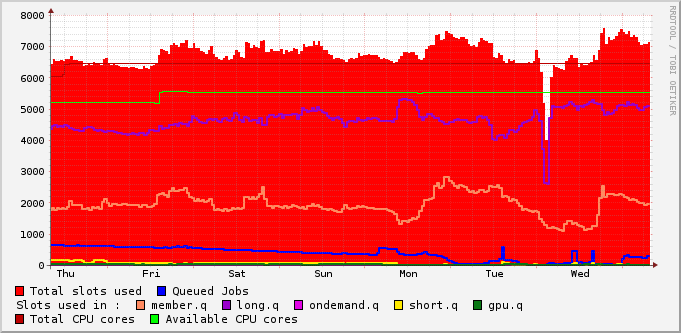 8000
7000
6000
5000
4000
3000
2000
1000
0
Thu Fri Sat Sun Mon Tue Wed
Total slots used Queued Jobs
Slots used in : member.q long.q ondemand.q short.q gpu.q
Total CPU cores Available CPU cores
RRDTOOL / TOBI OETIKER